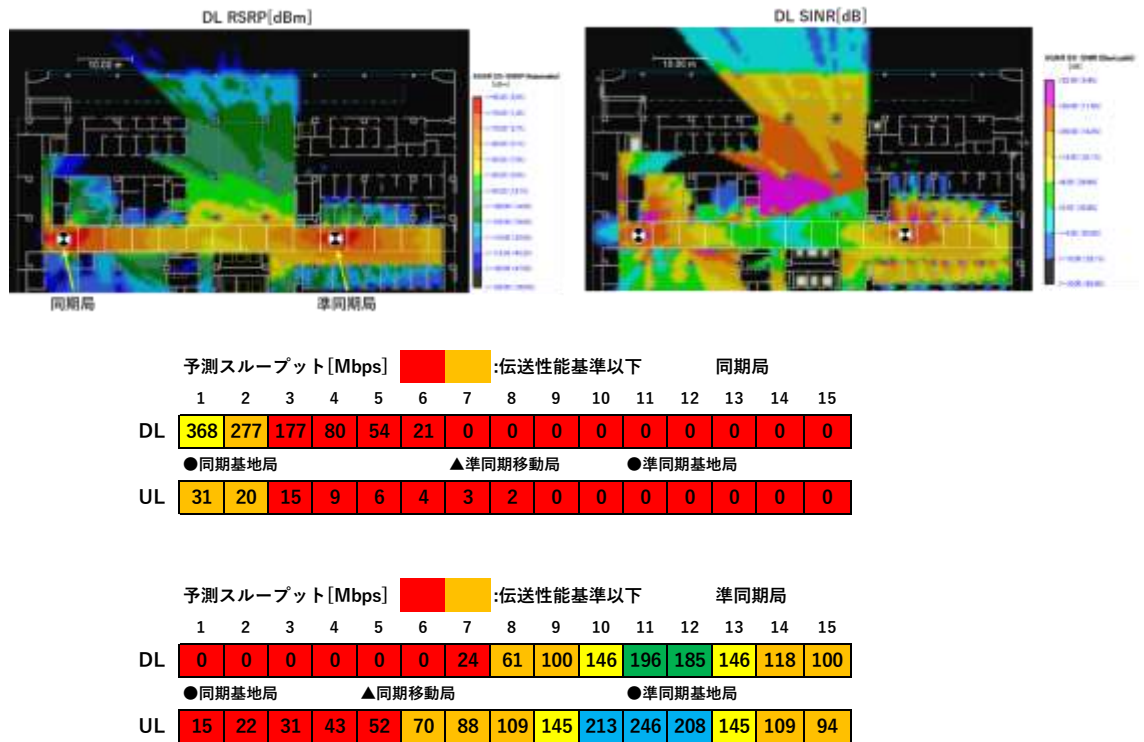 DL RSRP[dBm]
DL SINR[dB]
10.00 m
10.00 m
同期局
準同期局
予測スループット[Mbps]
:伝送性能基準以下
同期局
1 2 3 4 5 6 7 8 9 10 11 12 13 14 15
DL 368 277 177 80 54 21 0 0 0 0 0 0 0 0 0
●同期基地局 ▲準同期移動局 ●準同期基地局
UL 31 20 15 9 6 4 3 2 0 0 0 0 0 0 0
予測スループット[Mbps]
:伝送性能基準以下
準同期局
1 2 3 4 5 6 7 8 9 10 11 12 13 14 15
DL 0 0 0 0 0 0 24 61 100 146 196 185 146 118 100
●同期基地局 ▲同期移動局 ●準同期基地局
UL 15 22 31 43 52 70 88 109 145 213 246 208 145 109 94